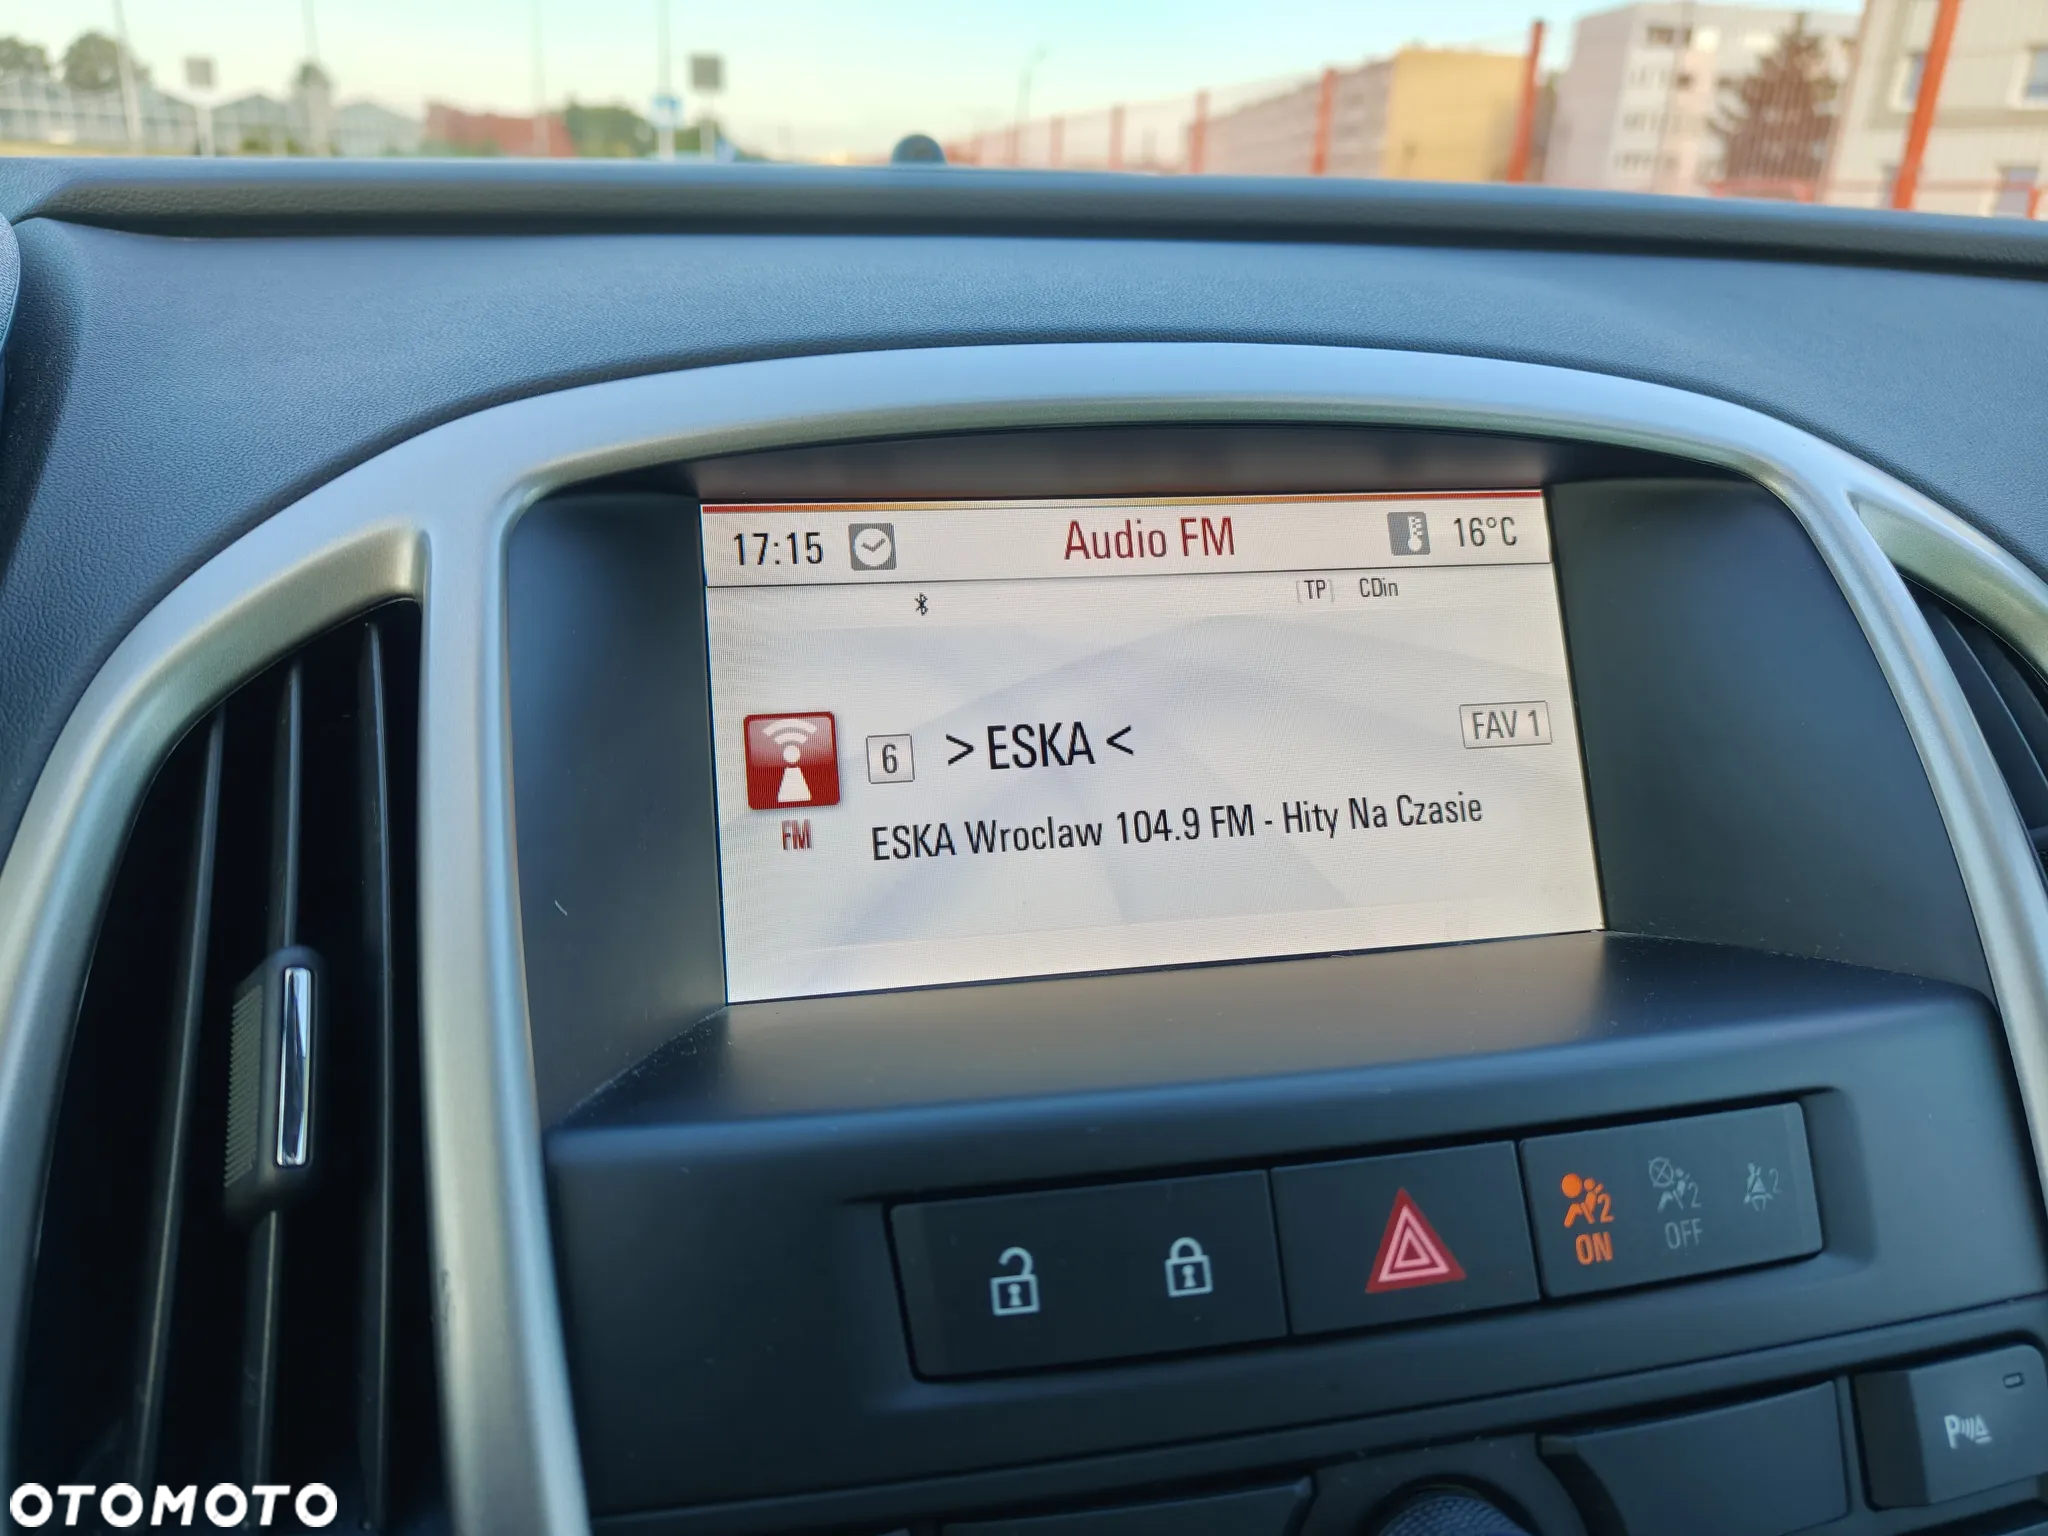 17:15 Audio FM 16°C
[TP] CDin
6 > ESKA < FAV 1
FM ESKA Wroclaw 104.9 FM - Hity Na Czasie
2 2 2
ON OFF
P
OTOMOTO